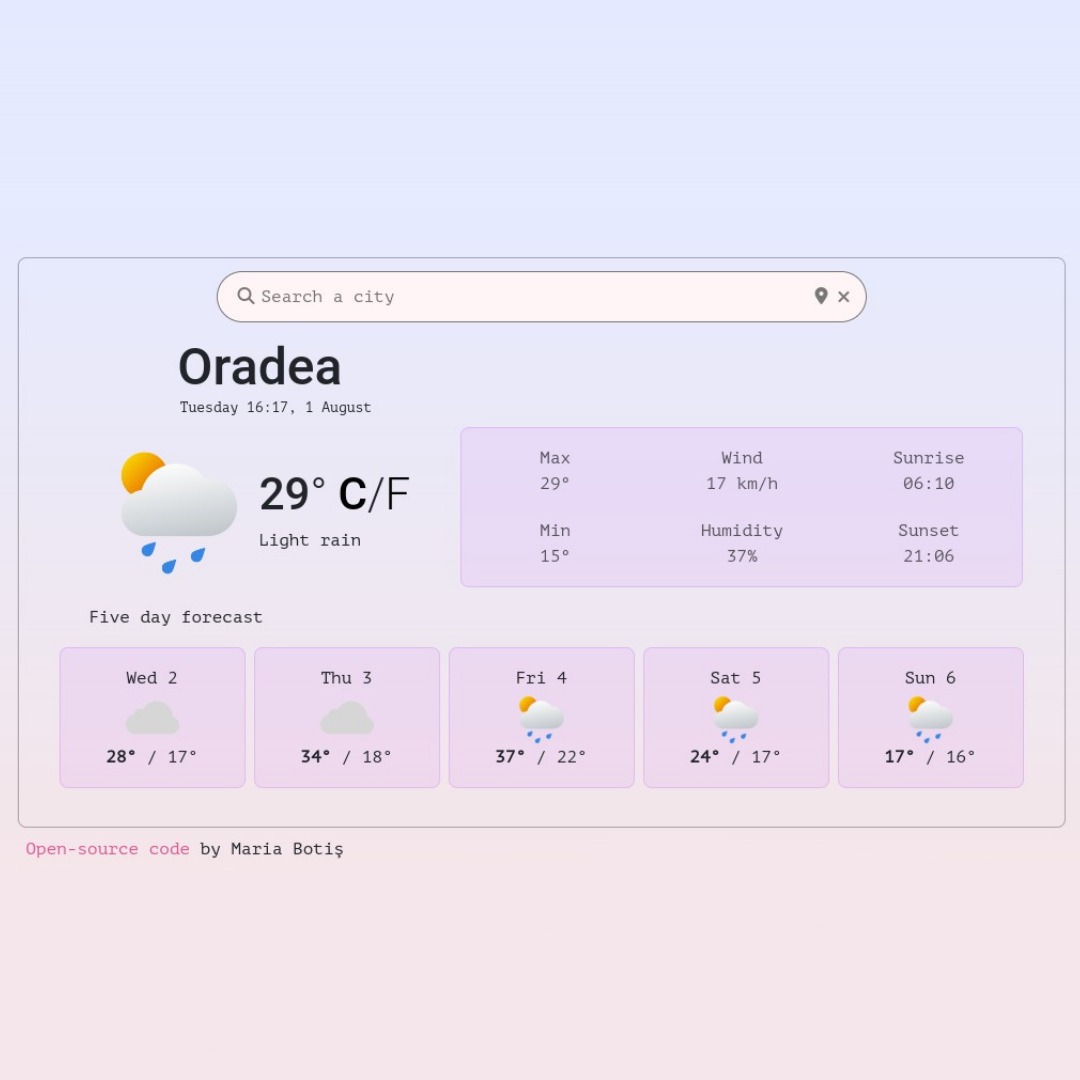 Search a city
Oradea
Tuesday 16:17, 1 August
29° C/F
Light rain
Max Wind Sunrise
29° 17 km/h 06:10
Min Humidity Sunset
15° 37% 21:06
Five day forecast
Wed 2 Thu 3 Fri 4 Sat 5 Sun 6
28° / 17° 34° / 18° 37° / 22° 24° / 17° 17° / 16°
Open-source code by Maria Botiş